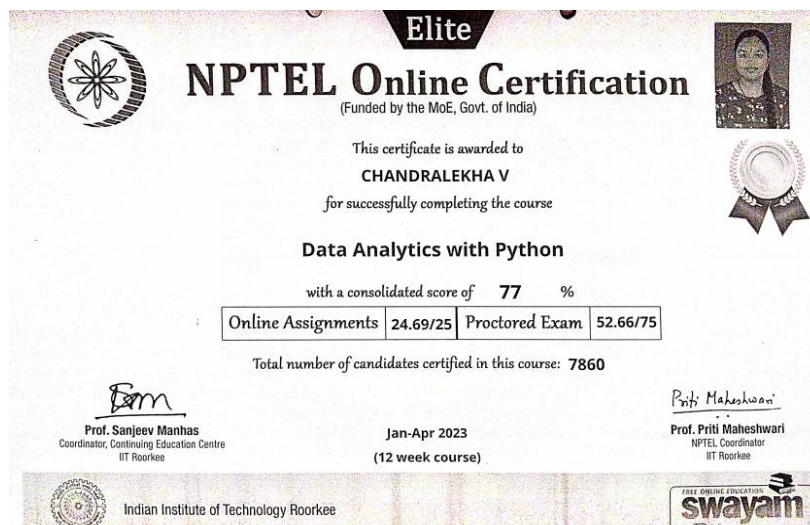 Elite
NPTEL Online Certification
(Funded by the MoE, Govt. of India)
This certificate is awarded to
CHANDRALEKHA V
for successfully completing the course
Data Analytics with Python
with a consolidated score of 77 %
Online Assignments 24.69/25 Proctored Exam 52.66/75
Total number of candidates certified in this course: 7860
Priti Maheshwari
Prof. Sanjeev Manhas
Coordinator, Continuing Education Centre
IIT Roorkee
Jan-Apr 2023
(12 week course)
Prof. Priti Maheshwari
NPTEL Coordinator
IIT Roorkee
Indian Institute of Technology Roorkee
FREE ONLINE EDUCATION
swayam